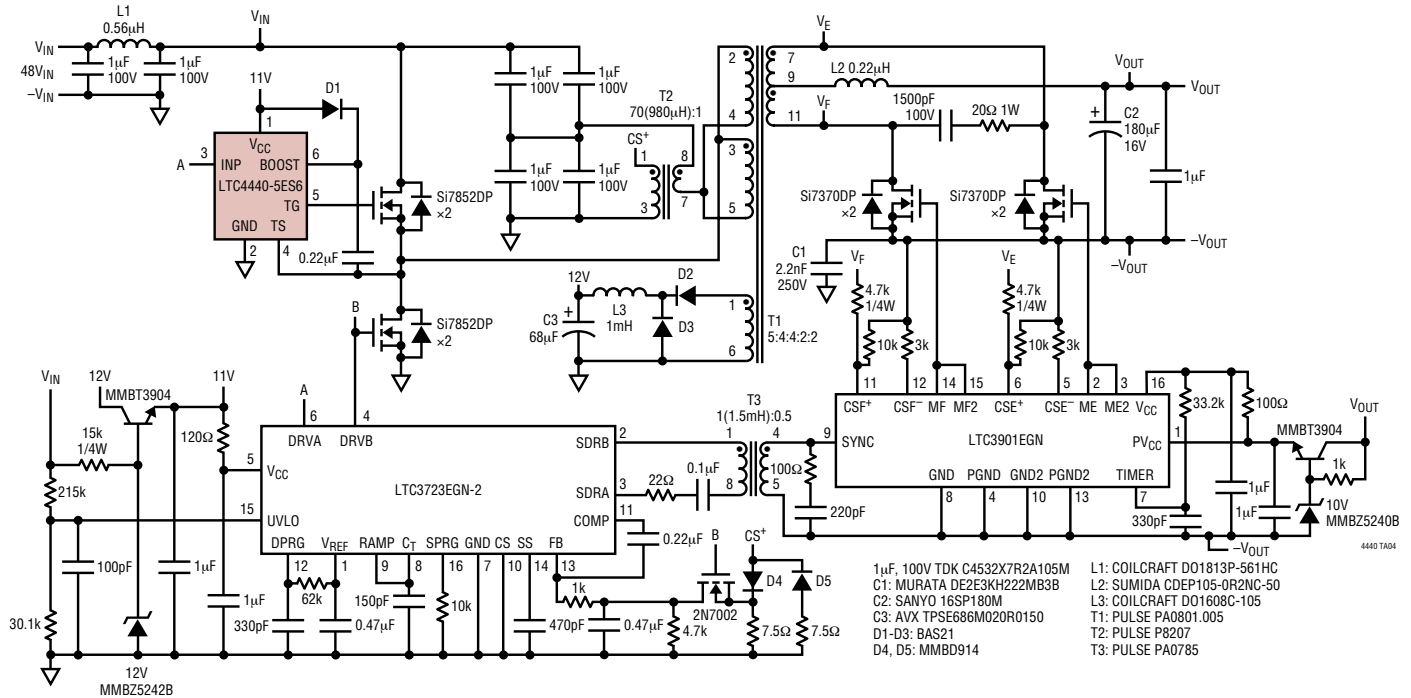 L1
0.56µH
VIN
VIN
48VIN
–VIN
1µF
100V
1µF
100V
11V
D1
1
VCC
6
BOOST
A
3
INP
LTC4440-5ES6
5
TG
GND
TS
2
4
0.22µF
Si7852DP
×2
B
Si7852DP
×2
1µF
100V
1µF
100V
1µF
100V
1µF
100V
T2
70(980µH):1
CS+
1
8
3
7
2
4
3
5
1
6
T1
5:4:4:2:2
12V
C3
68µF
+
L3
1mH
D2
D3
7
9
11
VE
VF
L2 0.22µH
1500pF
100V
20Ω 1W
Si7370DP
×2
Si7370DP
×2
VOUT
VOUT
+
C2
180µF
16V
1µF
–VOUT
–VOUT
C1
2.2nF
250V
VF
4.7k
1/4W
10k
3k
VE
4.7k
1/4W
10k
3k
11
12
14
15
6
5
2
3
16
CSF+
CSF–
MF
MF2
CSE+
CSE–
ME
ME2
VCC
9
SYNC
LTC3901EGN
PVCC
1
GND
PGND
GND2
PGND2
TIMER
8
4
10
13
7
33.2k
100Ω
1µF
1µF
330pF
MMBT3904
VOUT
1k
10V
MMBZ5240B
–VOUT
4440 TA04
VIN
12V
MMBT3904
11V
15k
1/4W
120Ω
215k
30.1k
100pF
1µF
12V
MMBZ5242B
1µF
A
6
4
DRVA
DRVB
5
VCC
LTC3723EGN-2
15
UVLO
SDRB
2
SDRA
3
COMP
11
DPRG
VREF
RAMP
CT
SPRG
GND
CS
SS
FB
12
1
9
8
16
7
10
14
13
62k
330pF
0.47µF
150pF
10k
470pF
1k
0.47µF
4.7k
0.22µF
B
2N7002
CS+
D4
D5
7.5Ω
7.5Ω
22Ω
0.1µF
T3
1(1.5mH):0.5
1
4
8
5
100Ω
220pF
1µF, 100V TDK C4532X7R2A105M
C1: MURATA DE2E3KH222MB3B
C2: SANYO 16SP180M
C3: AVX TPSE686M020R0150
D1-D3: BAS21
D4, D5: MMBD914
L1: COILCRAFT DO1813P-561HC
L2: SUMIDA CDEP105-0R2NC-50
L3: COILCRAFT DO1608C-105
T1: PULSE PA0801.005
T2: PULSE P8207
T3: PULSE PA0785